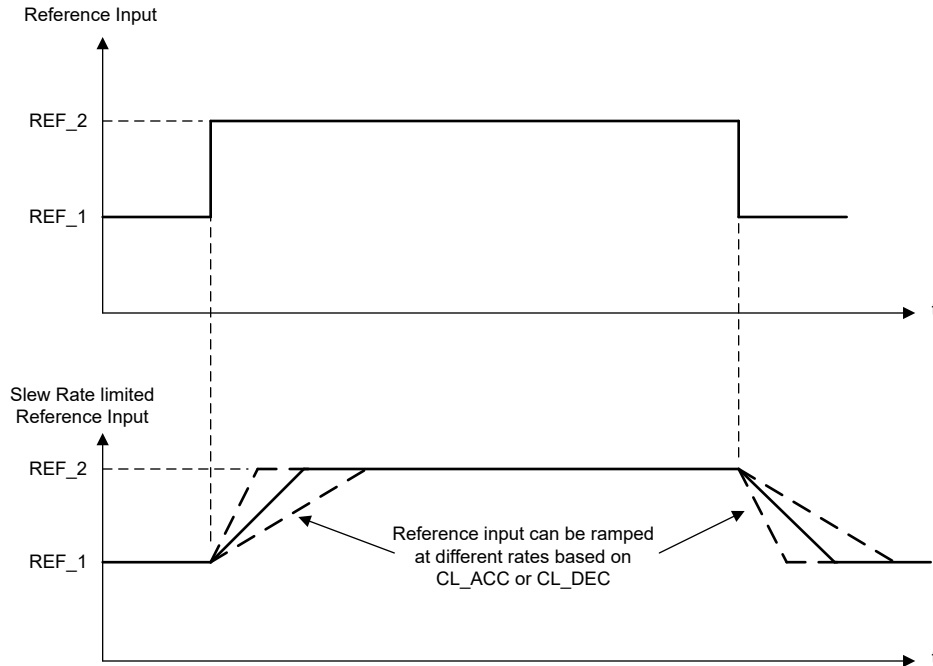 Reference Input
REF_2
REF_1
t
Slew Rate limited
Reference Input
REF_2
REF_1
Reference input can be ramped
at different rates based on
CL_ACC or CL_DEC
t